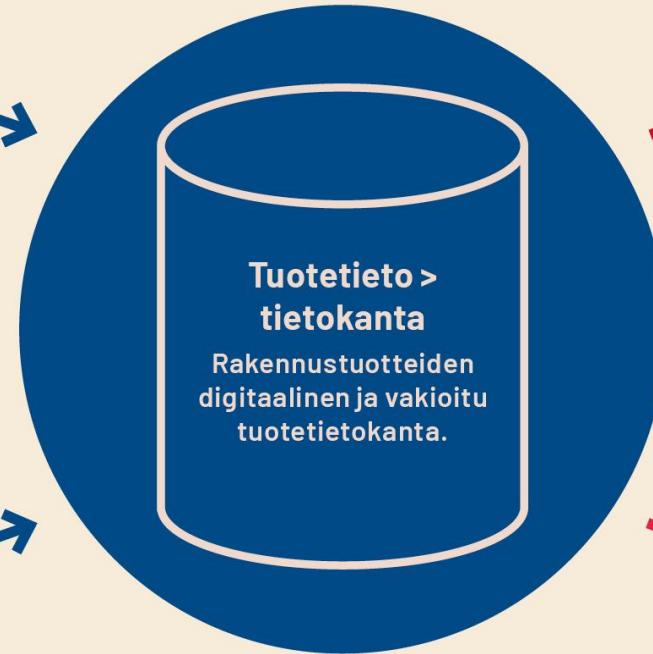 Tuotetieto >
tietokanta
Rakennustuotteiden
digitaalinen ja vakioitu
tuotetietokanta.